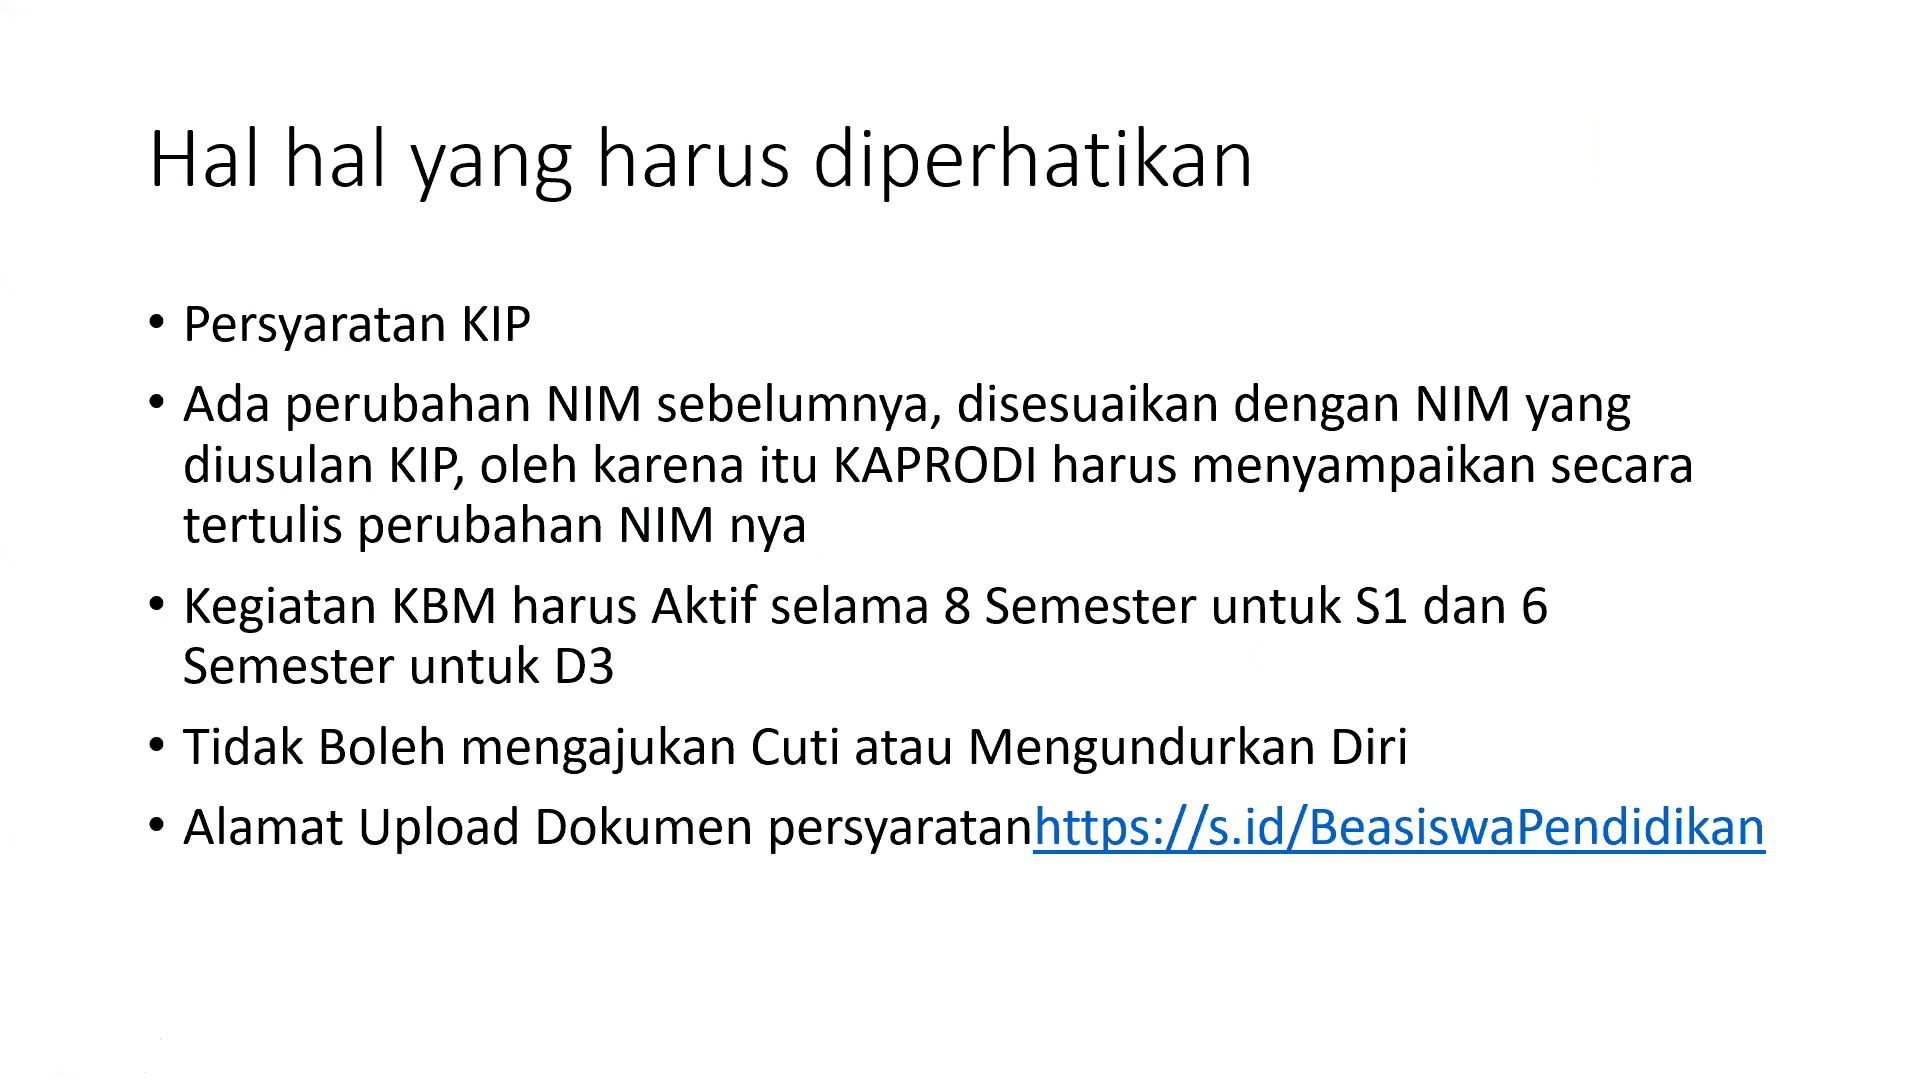 Hal hal yang harus diperhatikan
• Persyaratan KIP
• Ada perubahan NIM sebelumnya, disesuaikan dengan NIM yang
diusulan KIP, oleh karena itu KAPRODI harus menyampaikan secara
tertulis perubahan NIM nya
• Kegiatan KBM harus Aktif selama 8 Semester untuk S1 dan 6
Semester untuk D3
• Tidak Boleh mengajukan Cuti atau Mengundurkan Diri
• Alamat Upload Dokumen persyaratanhttps://s.id/BeasiswaPendidikan